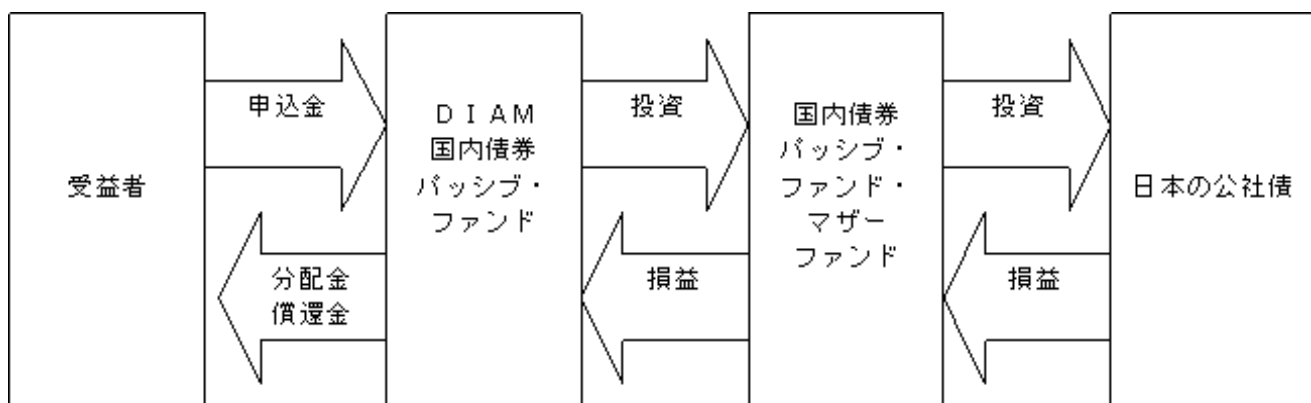 受益者
申込金
分配金
償還金
ＤＩＡＭ
国内債券
パッシブ・
ファンド
投資
損益
国内債券
パッシブ・
ファンド・
マザー
ファンド
投資
損益
日本の公社債